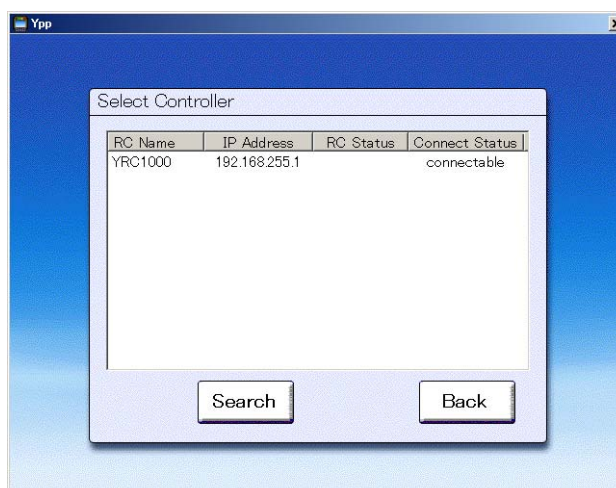 Ypp
Select Controller
RC Name IP Address RC Status Connect Status
YRC1000 192.168.255.1 connectable
Search Back